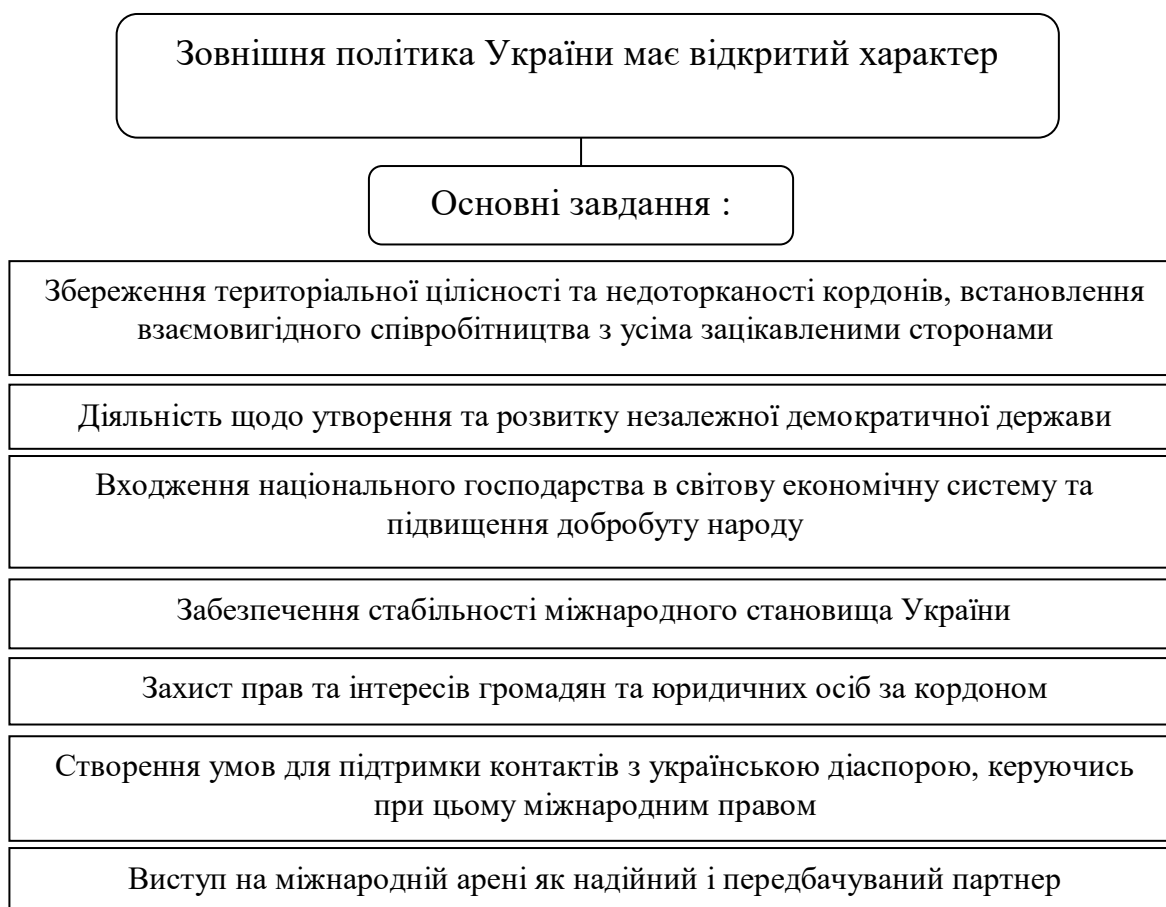 Зовнішня політика України має відкритий характер
Основні завдання :
Збереження територіальної цілісності та недоторканості кордонів, встановлення
взаємовигідного співробітництва з усіма зацікавленими сторонами
Діяльність щодо утворення та розвитку незалежної демократичної держави
Входження національного господарства в світову економічну систему та
підвищення добробуту народу
Забезпечення стабільності міжнародного становища України
Захист прав та інтересів громадян та юридичних осіб за кордоном
Створення умов для підтримки контактів з українською діаспорою, керуючись
при цьому міжнародним правом
Виступ на міжнародній арені як надійний і передбачуваний партнер